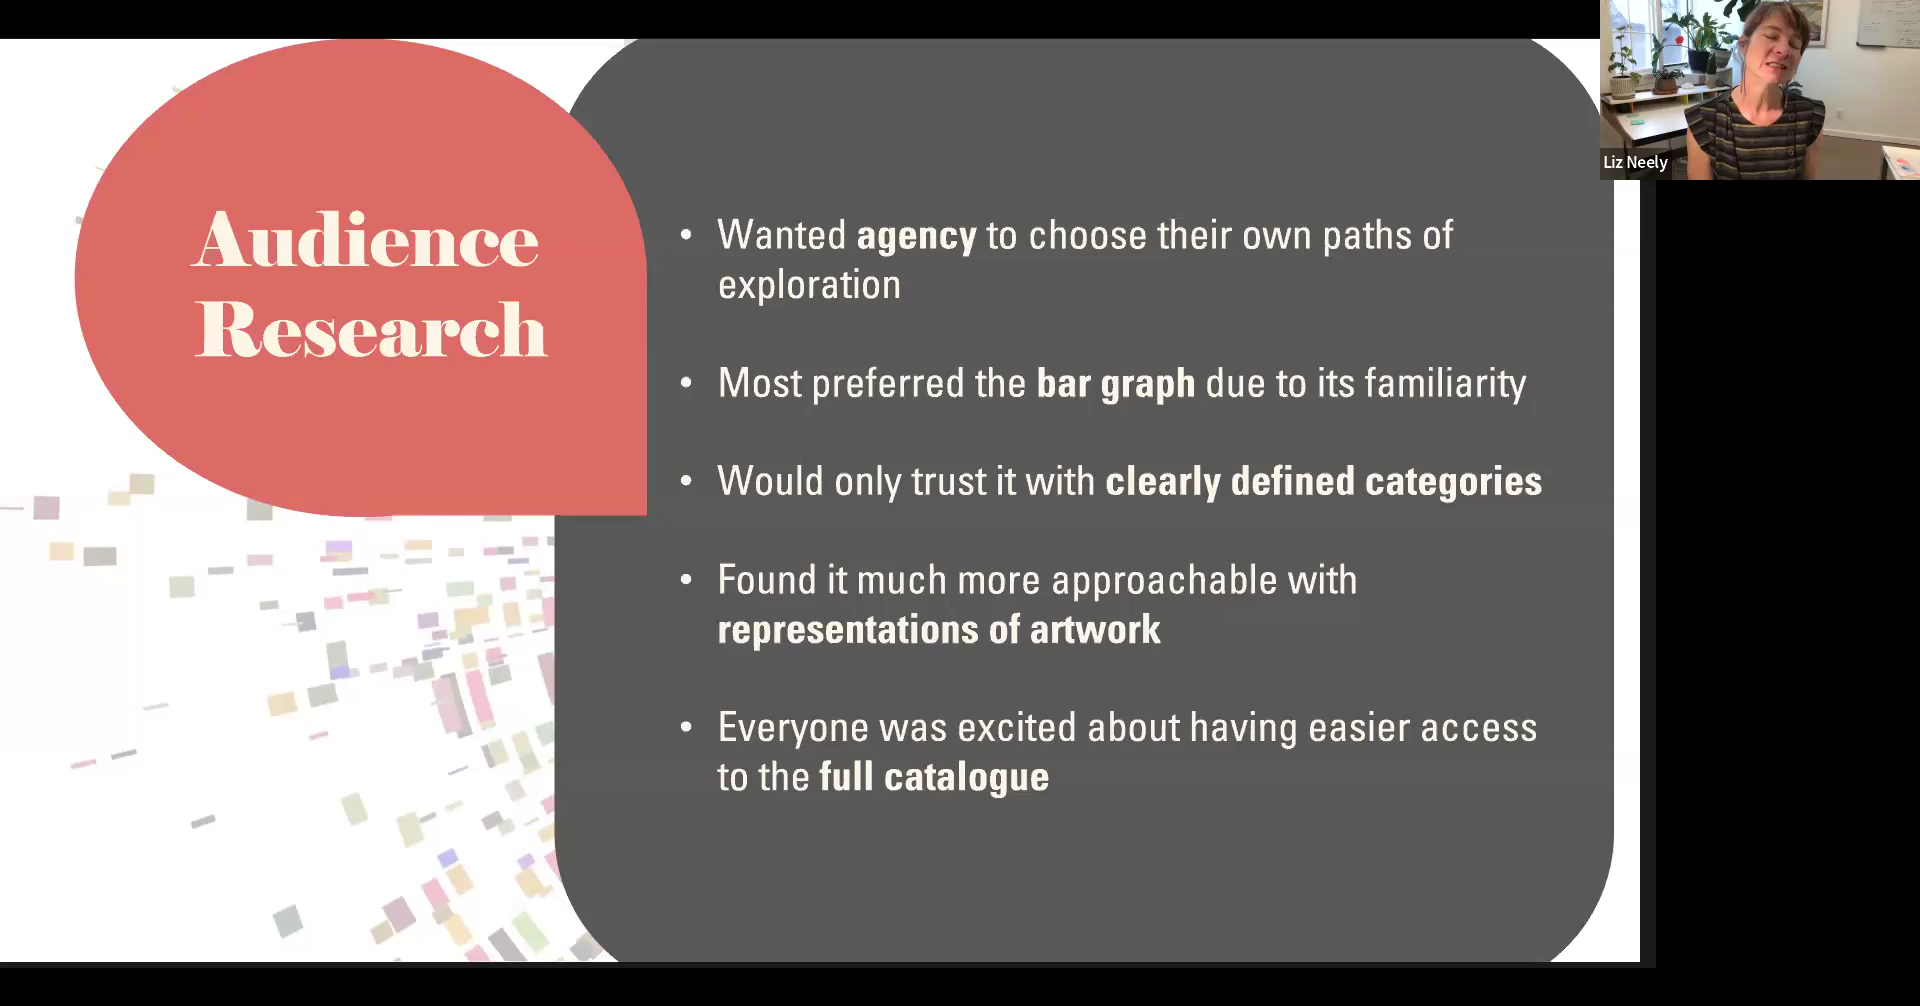 Audience
Research
• Wanted agency to choose their own paths of
exploration
• Most preferred the bar graph due to its familiarity
• Would only trust it with clearly defined categories
• Found it much more approachable with
representations of artwork
• Everyone was excited about having easier access
to the full catalogue
Liz Neely